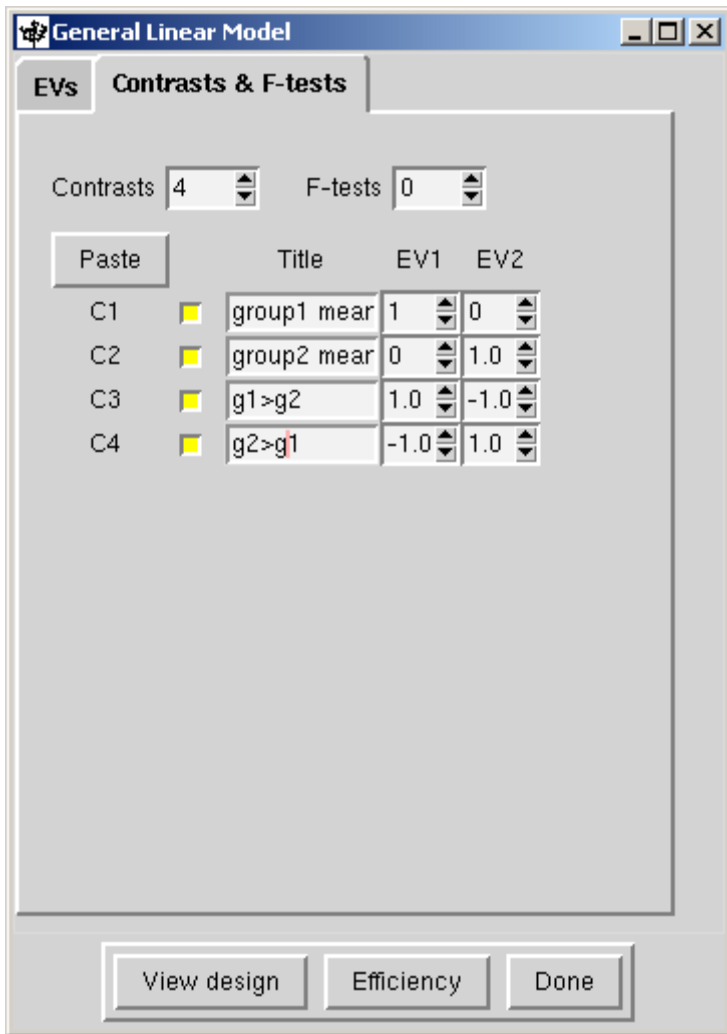 General Linear Model
EVs Contrasts & F-tests
Contrasts 4 F-tests 0
Paste Title EV1 EV2
C1 group1 mear 1 0
C2 group2 mear 0 1.0
C3 g1>g2 1.0 -1.0
C4 g2>g1 -1.0 1.0
View design Efficiency Done